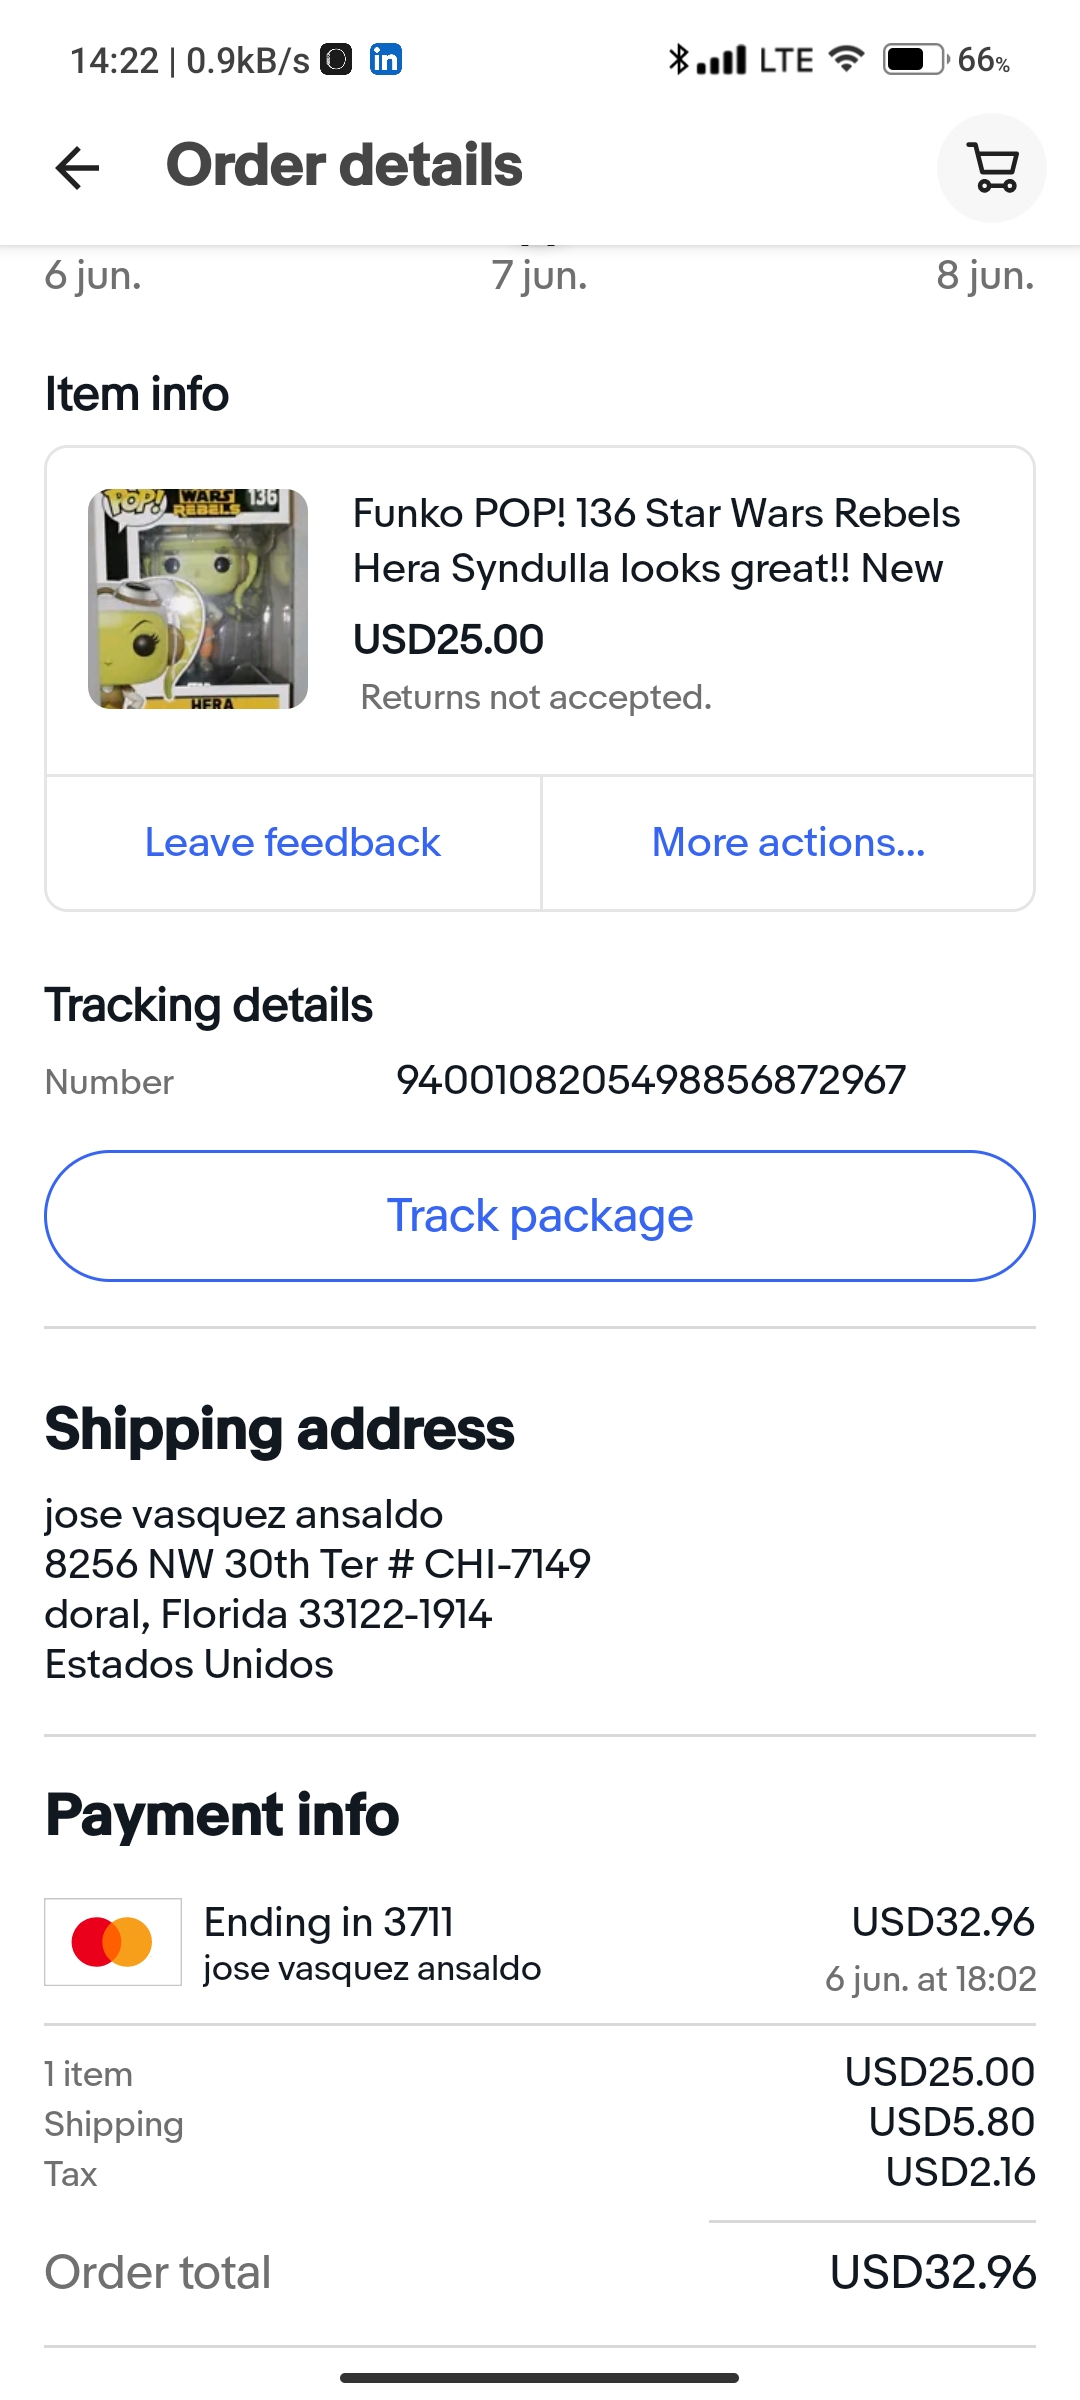 14:22 | 0.9kB/s in LTE 66%
Order details
6 jun. 7 jun. 8 jun.
Item info
POP! WARS REBELS 136
HERA
Funko POP! 136 Star Wars Rebels
Hera Syndulla looks great!! New
USD25.00
Returns not accepted.
Leave feedback More actions...
Tracking details
Number 9400108205498856872967
Track package
Shipping address
jose vasquez ansaldo
8256 NW 30th Ter # CHI-7149
doral, Florida 33122-1914
Estados Unidos
Payment info
Ending in 3711 USD32.96
jose vasquez ansaldo 6 jun. at 18:02
1 item USD25.00
Shipping USD5.80
Tax USD2.16
Order total USD32.96